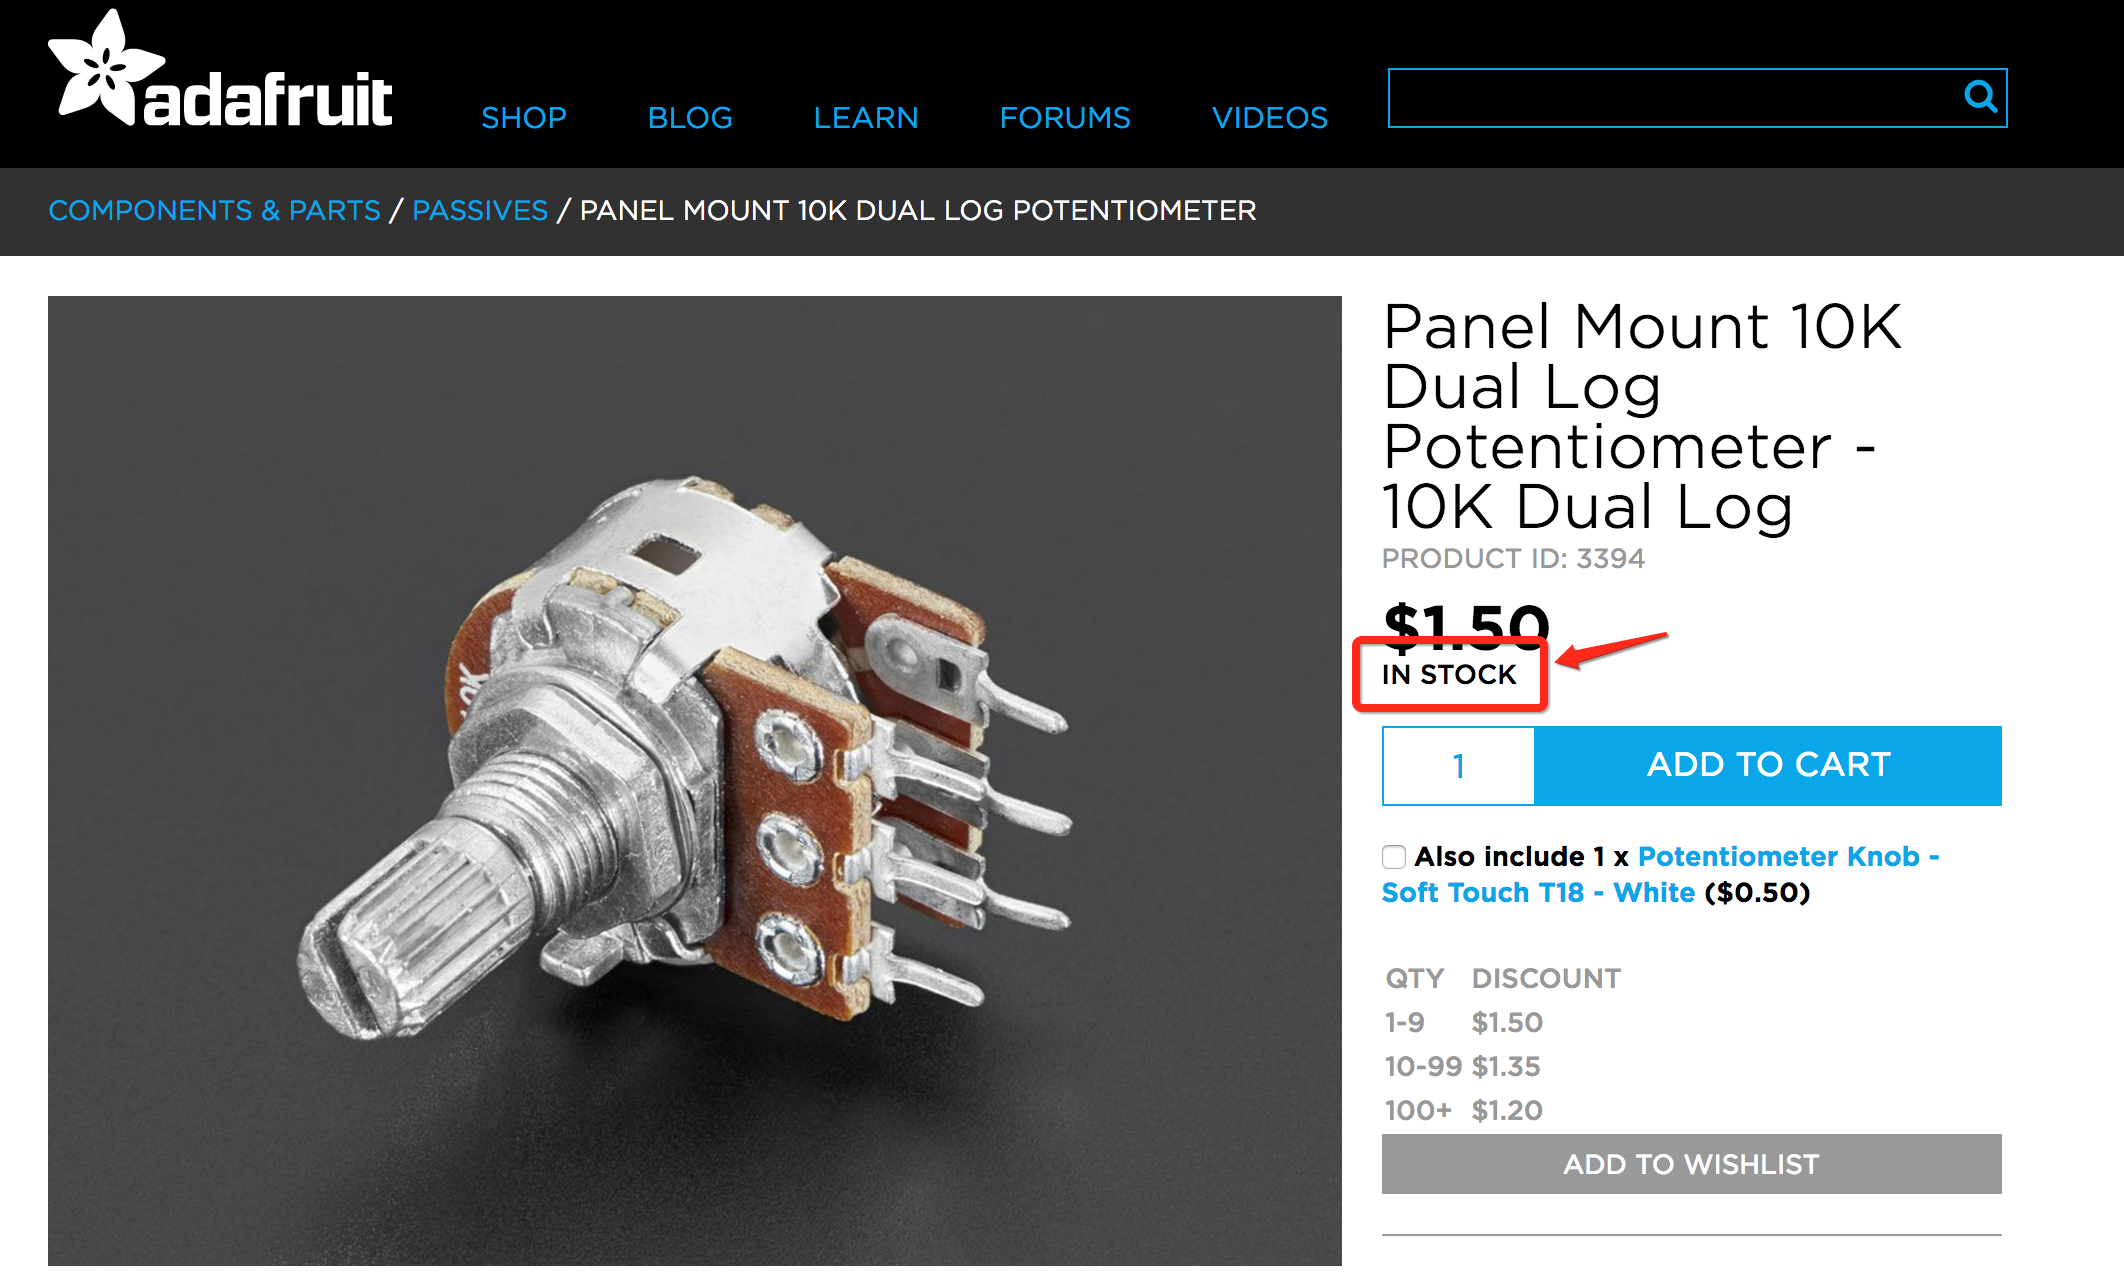 adafruit
SHOP BLOG LEARN FORUMS VIDEOS
COMPONENTS & PARTS / PASSIVES / PANEL MOUNT 10K DUAL LOG POTENTIOMETER
Panel Mount 10K
Dual Log
Potentiometer -
10K Dual Log
PRODUCT ID: 3394
$1.50
IN STOCK
1 ADD TO CART
Also include 1 x Potentiometer Knob -
Soft Touch T18 - White ($0.50)
QTY DISCOUNT
1-9 $1.50
10-99 $1.35
100+ $1.20
ADD TO WISHLIST